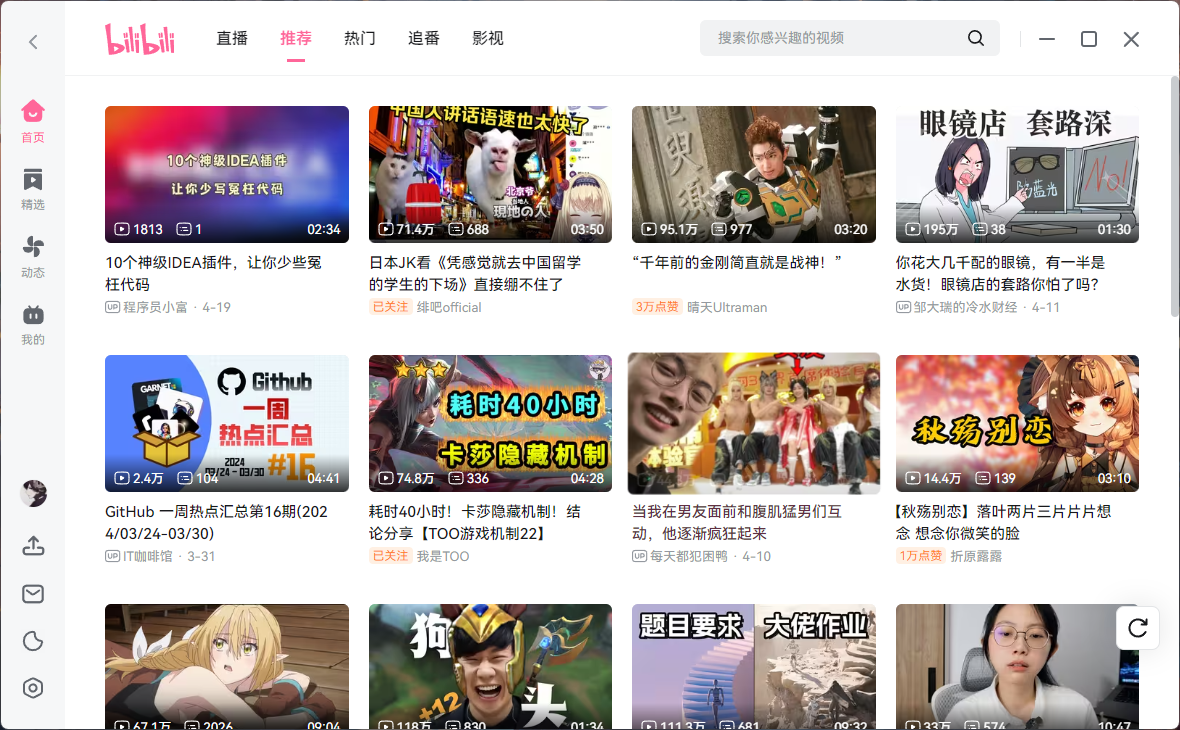 bilibili
直播
推荐
热门
追番
影视
搜索你感兴趣的视频
首页
精选
动态
我的
10个神级IDEA插件
让你少写冤枉代码
1813
1
02:34
10个神级IDEA插件，让你少些冤
枉代码
UP 程序员小富 · 4-19
中国人讲话语速也太快了
北京爷
当地人
現地の人
71.4万
688
03:50
日本JK看《凭感觉就去中国留学
的学生的下场》直接绷不住了
已关注 绯吧official
95.1万
977
03:20
“千年前的金刚简直就是战神！”
3万点赞 晴天Ultraman
眼镜店 套路深
防蓝光
No!
195万
38
01:30
你花大几千配的眼镜，有一半是
水货！眼镜店的套路你怕了吗？
UP 邹大瑞的冷水财经 · 4-11
GARNET
Github
一周
热点汇总
2024
03/24 - 03/30
#16
2.4万
104
04:41
GitHub 一周热点汇总第16期(202
4/03/24-03/30)
UP IT咖啡馆 · 3-31
耗时40小时
卡莎隐藏机制
74.8万
336
04:28
耗时40小时！卡莎隐藏机制！结
论分享【TOO游戏机制22】
已关注 我是TOO
体验官
当我在男友面前和腹肌猛男们互
动，他逐渐疯狂起来
UP 每天都犯困鸭 · 4-10
秋殇别恋
14.4万
139
03:10
【秋殇别恋】落叶两片三片片片想
念 想念你微笑的脸
1万点赞 折原露露
67.1万
2026
09:04
狗
+12
头
118万
830
01:34
题目要求
大佬作业
111.3万
681
09:32
33万
574
10:47